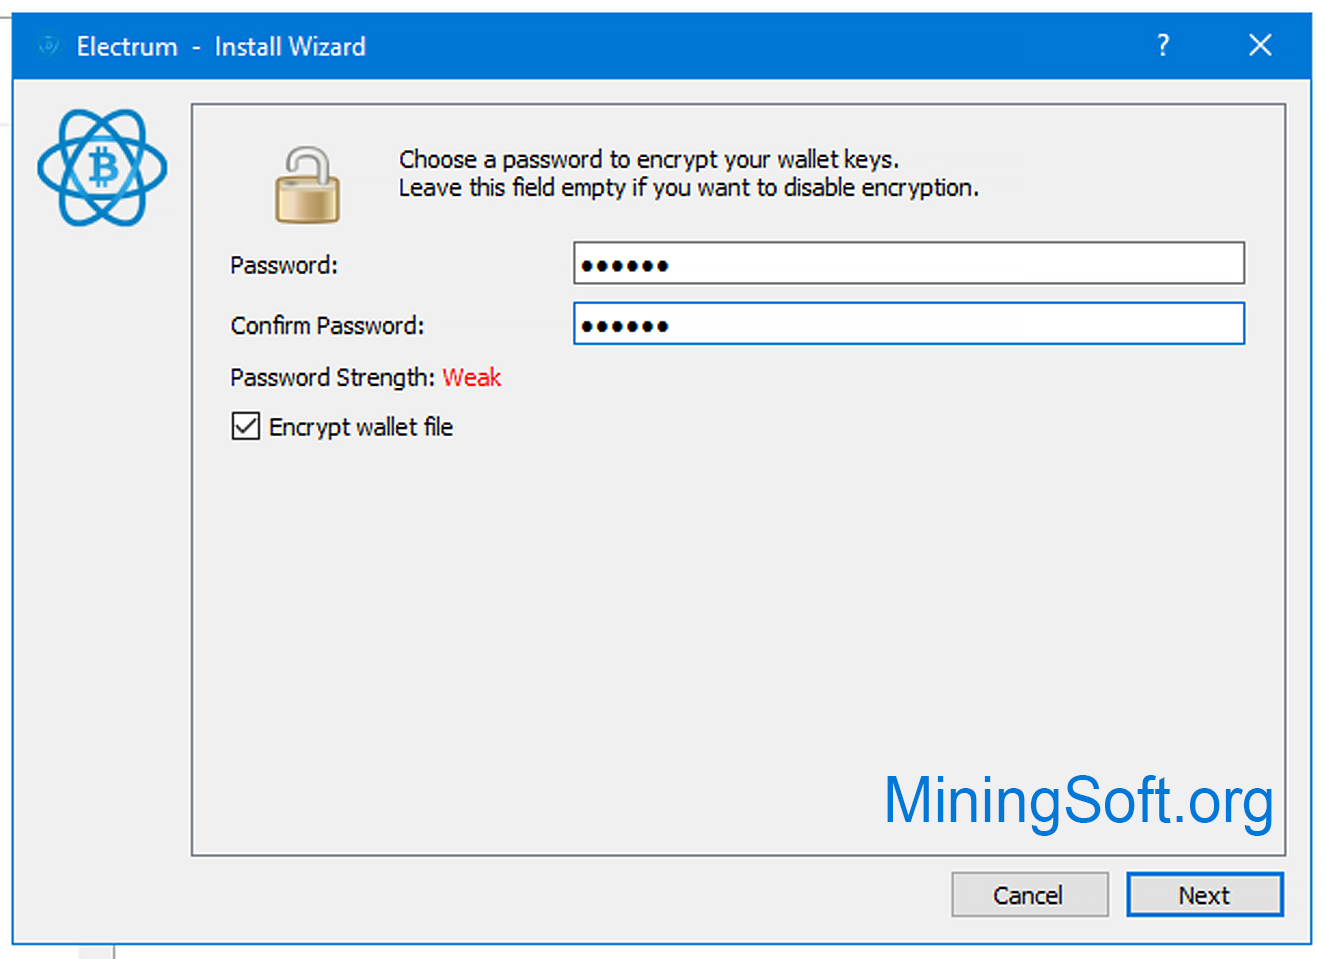 Electrum - Install Wizard
Choose a password to encrypt your wallet keys.
Leave this field empty if you want to disable encryption.
Password: ●●●●●●
Confirm Password: ●●●●●●
Password Strength: Weak
Encrypt wallet file
MiningSoft.org
Cancel Next